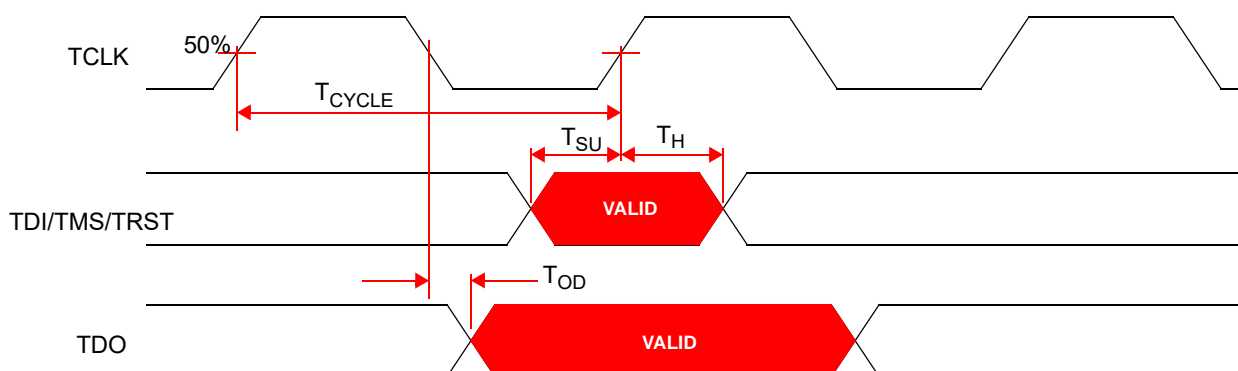 50%
TCLK
TCYCLE
TSU
TH
VALID
TDI/TMS/TRST
TOD
TDO
VALID